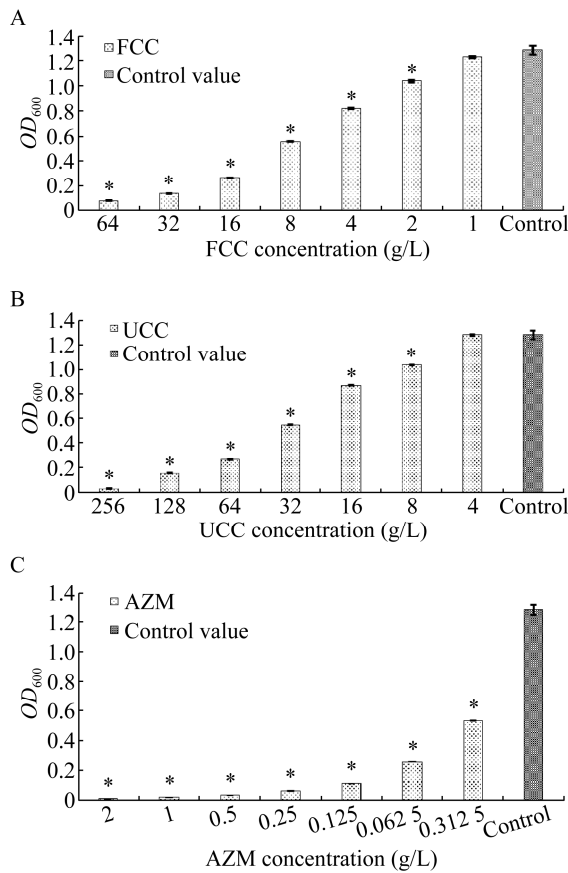 A
1.4
1.2
1.0
0.8
0.6
0.4
0.2
0
OD600
FCC
Control value
* * * * * *
64 32 16 8 4 2 1 Control
FCC concentration (g/L)
B
1.4
1.2
1.0
0.8
0.6
0.4
0.2
0
OD600
UCC
Control value
* * * * * *
256 128 64 32 16 8 4 Control
UCC concentration (g/L)
C
1.4
1.2
1.0
0.8
0.6
0.4
0.2
0
OD600
AZM
Control value
* * * * * * *
2 1 0.5 0.25 0.125 0.062 5 0.312 5 Control
AZM concentration (g/L)